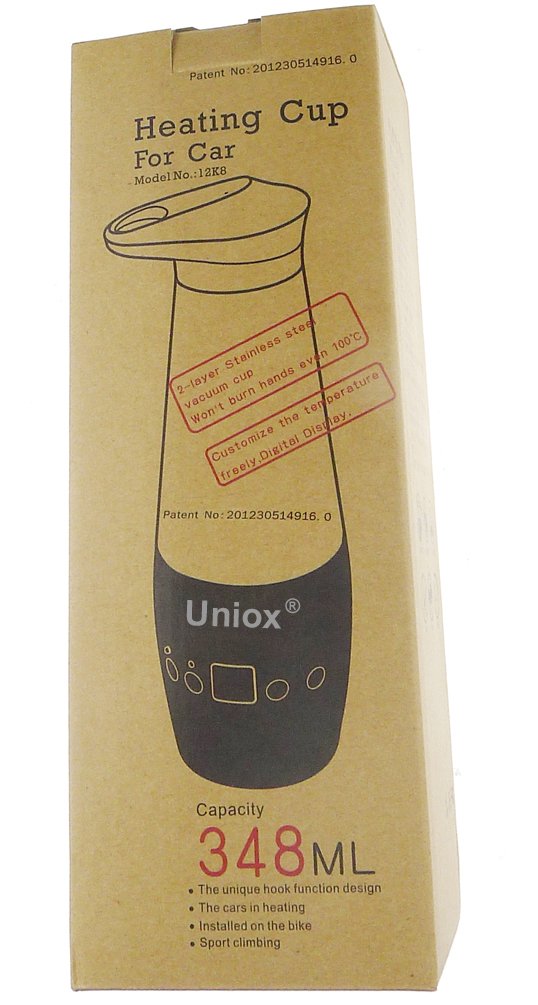 Patent No: 201230514916. 0
Heating Cup
For Car
Model No.:12K8
2-layer Stainless steel
vacuum cup
Won't burn hands even 100°C
Customize the temperature
freely,Digital Display.
Patent No: 201230514916. 0
Uniox®
Capacity
348ML
• The unique hook function design
• The cars in heating
• Installed on the bike
• Sport climbing